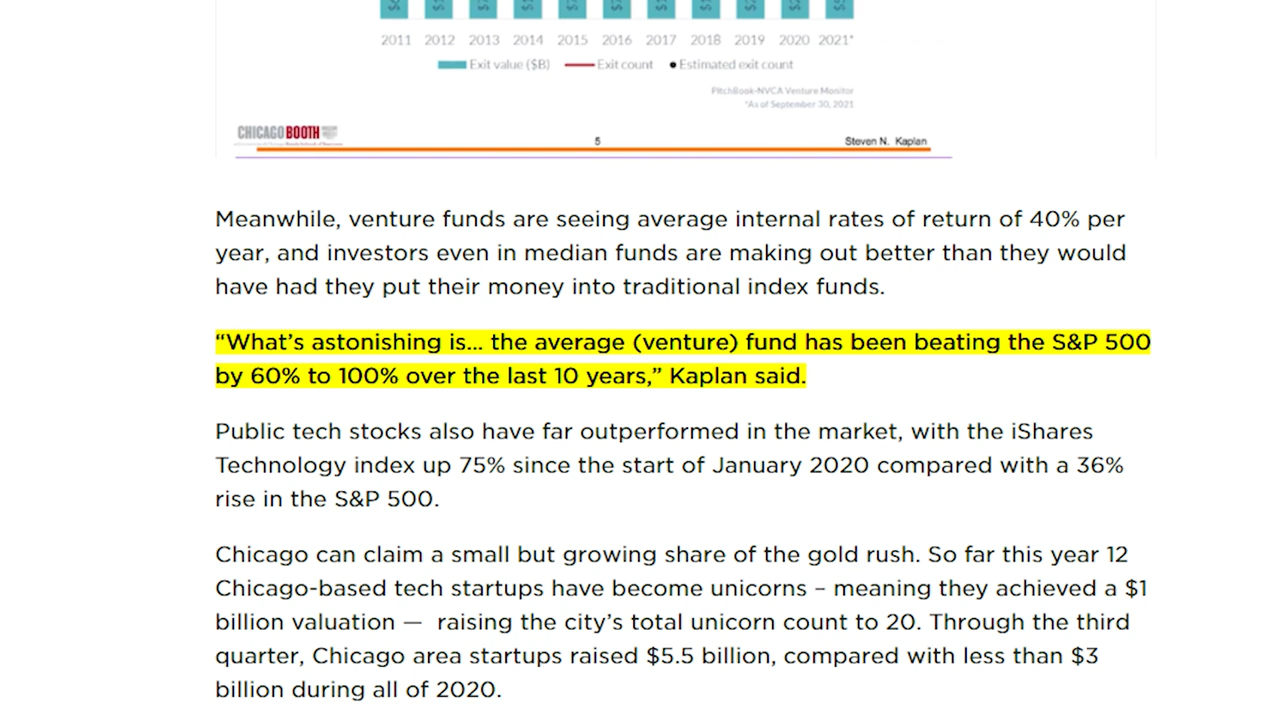 2011 2012 2013 2014 2015 2016 2017 2018 2019 2020 2021*
Exit value ($B) Exit count Estimated exit count
PitchBook-NVCA Venture Monitor
*As of September 30, 2021
CHICAGO BOOTH
5
Steven N. Kaplan
Meanwhile, venture funds are seeing average internal rates of return of 40% per
year, and investors even in median funds are making out better than they would
have had they put their money into traditional index funds.
“What’s astonishing is... the average (venture) fund has been beating the S&P 500
by 60% to 100% over the last 10 years,” Kaplan said.
Public tech stocks also have far outperformed in the market, with the iShares
Technology index up 75% since the start of January 2020 compared with a 36%
rise in the S&P 500.
Chicago can claim a small but growing share of the gold rush. So far this year 12
Chicago-based tech startups have become unicorns – meaning they achieved a $1
billion valuation — raising the city’s total unicorn count to 20. Through the third
quarter, Chicago area startups raised $5.5 billion, compared with less than $3
billion during all of 2020.